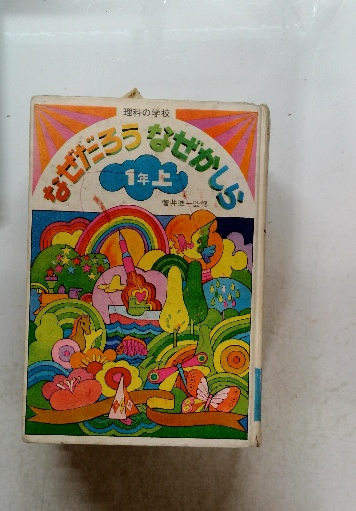 理科の学校
なぜだろう なぜかしら
1年上